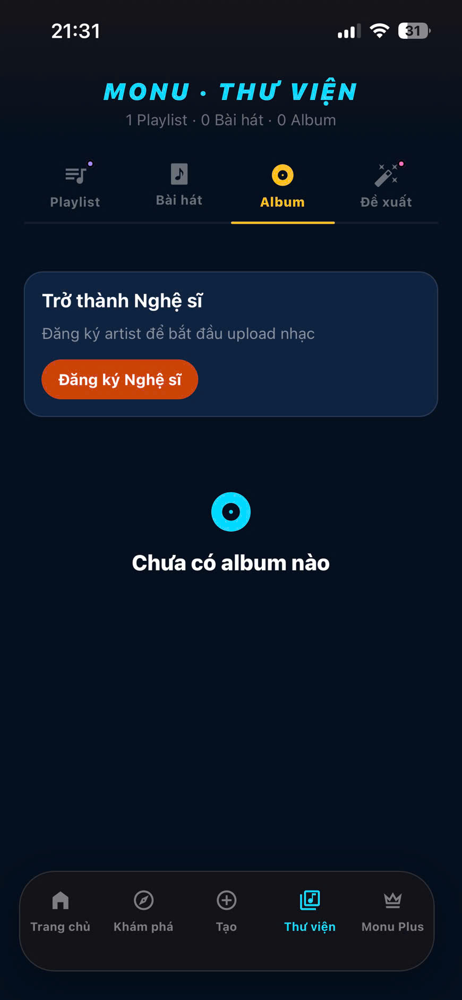 21:31
31
MONU · THƯ VIỆN
1 Playlist · 0 Bài hát · 0 Album
Playlist
Bài hát
Album
Đề xuất
Trở thành Nghệ sĩ
Đăng ký artist để bắt đầu upload nhạc
Đăng ký Nghệ sĩ
Chưa có album nào
Trang chủ
Khám phá
Tạo
Thư viện
Monu Plus